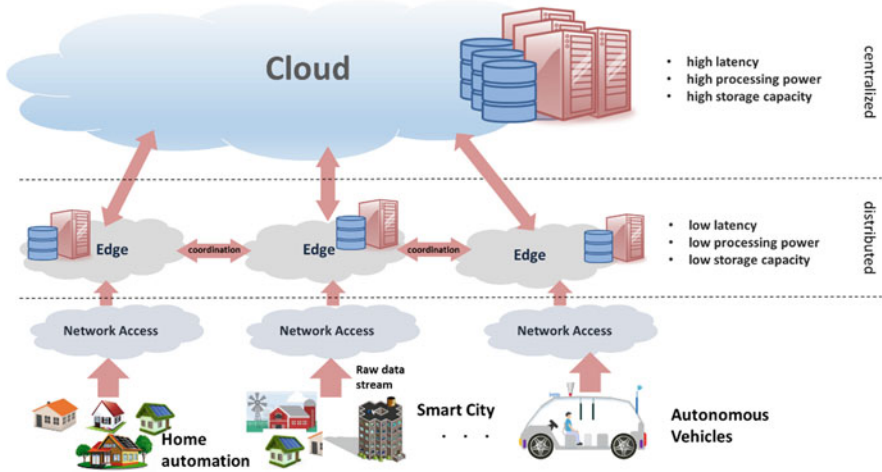 Cloud
• high latency
• high processing power
• high storage capacity
centralized
Edge
coordination
Edge
coordination
Edge
• low latency
• low processing power
• low storage capacity
distributed
Network Access
Network Access
Network Access
Home
automation
Raw data
stream
Smart City
. . .
Autonomous
Vehicles